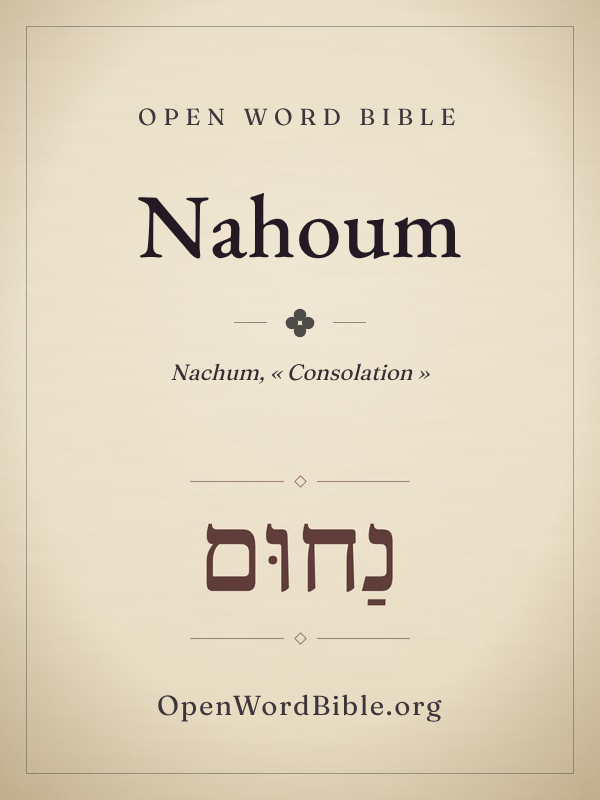 OPEN WORD BIBLE
Nahoum
Nachum, « Consolation »
נַחוּם
OpenWordBible.org